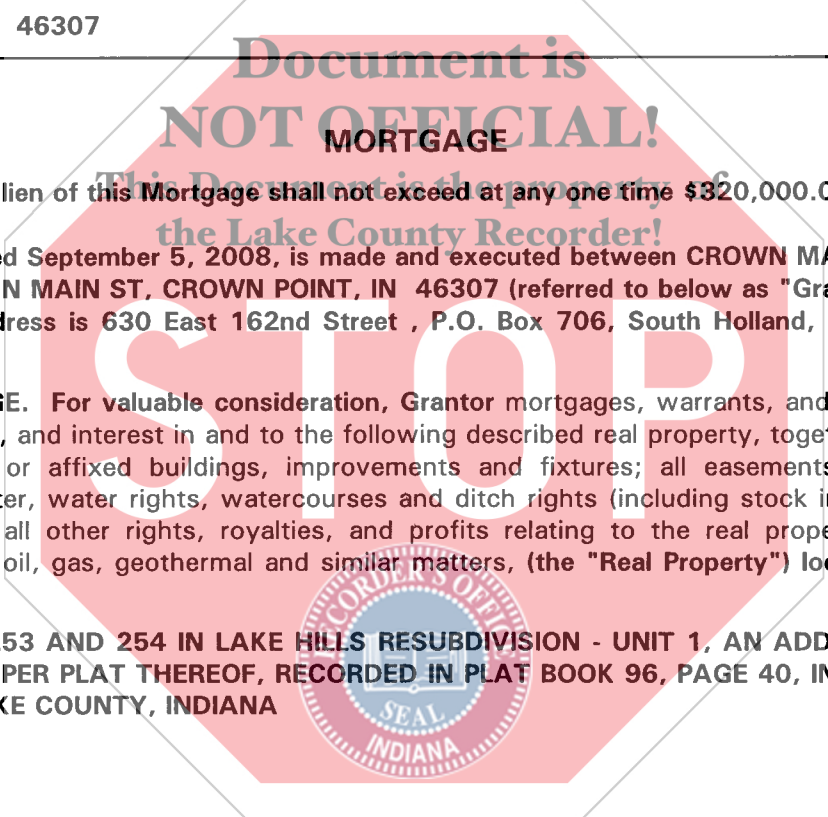 46307
Document is
NOT OFFICIAL!
MORTGAGE
This Document is the property of
lien of this Mortgage shall not exceed at any one time $320,000.0
the Lake County Recorder!
ed September 5, 2008, is made and executed between CROWN MA
N MAIN ST, CROWN POINT, IN 46307 (referred to below as "Gra
dress is 630 East 162nd Street , P.O. Box 706, South Holland,
STOP
GE. For valuable consideration, Grantor mortgages, warrants, and
, and interest in and to the following described real property, toget
or affixed buildings, improvements and fixtures; all easements
ter, water rights, watercourses and ditch rights (including stock in
all other rights, royalties, and profits relating to the real prope
oil, gas, geothermal and similar matters, (the "Real Property") loc
RECORDER'S OFFICE
253 AND 254 IN LAKE HILLS RESUBDIVISION - UNIT 1, AN ADD
PER PLAT THEREOF, RECORDED IN PLAT BOOK 96, PAGE 40, IN
KE COUNTY, INDIANA
SEAL
INDIANA